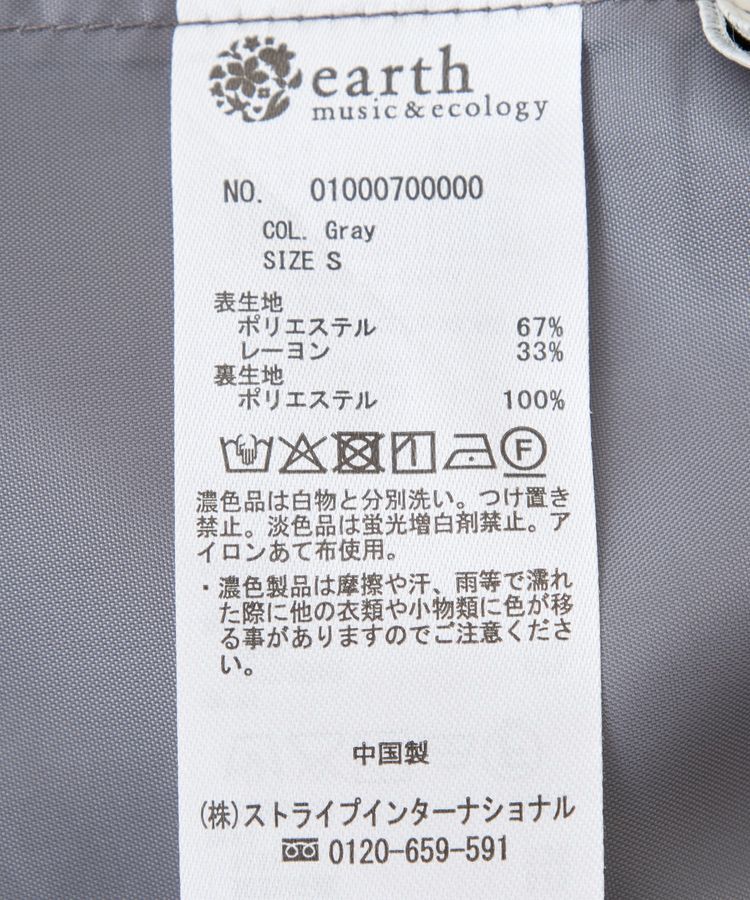 earth
music&ecology
NO. 01000700000
COL. Gray
SIZE S
表生地
ポリエステル 67%
レーヨン 33%
裏生地
ポリエステル 100%
F
濃色品は白物と分別洗い。つけ置き
禁止。淡色品は蛍光増白剤禁止。ア
イロンあて布使用。
・濃色製品は摩擦や汗、雨等で濡れ
た際に他の衣類や小物類に色が移
る事がありますのでご注意くださ
い。
中国製
(株)ストライプインターナショナル
0120-659-591